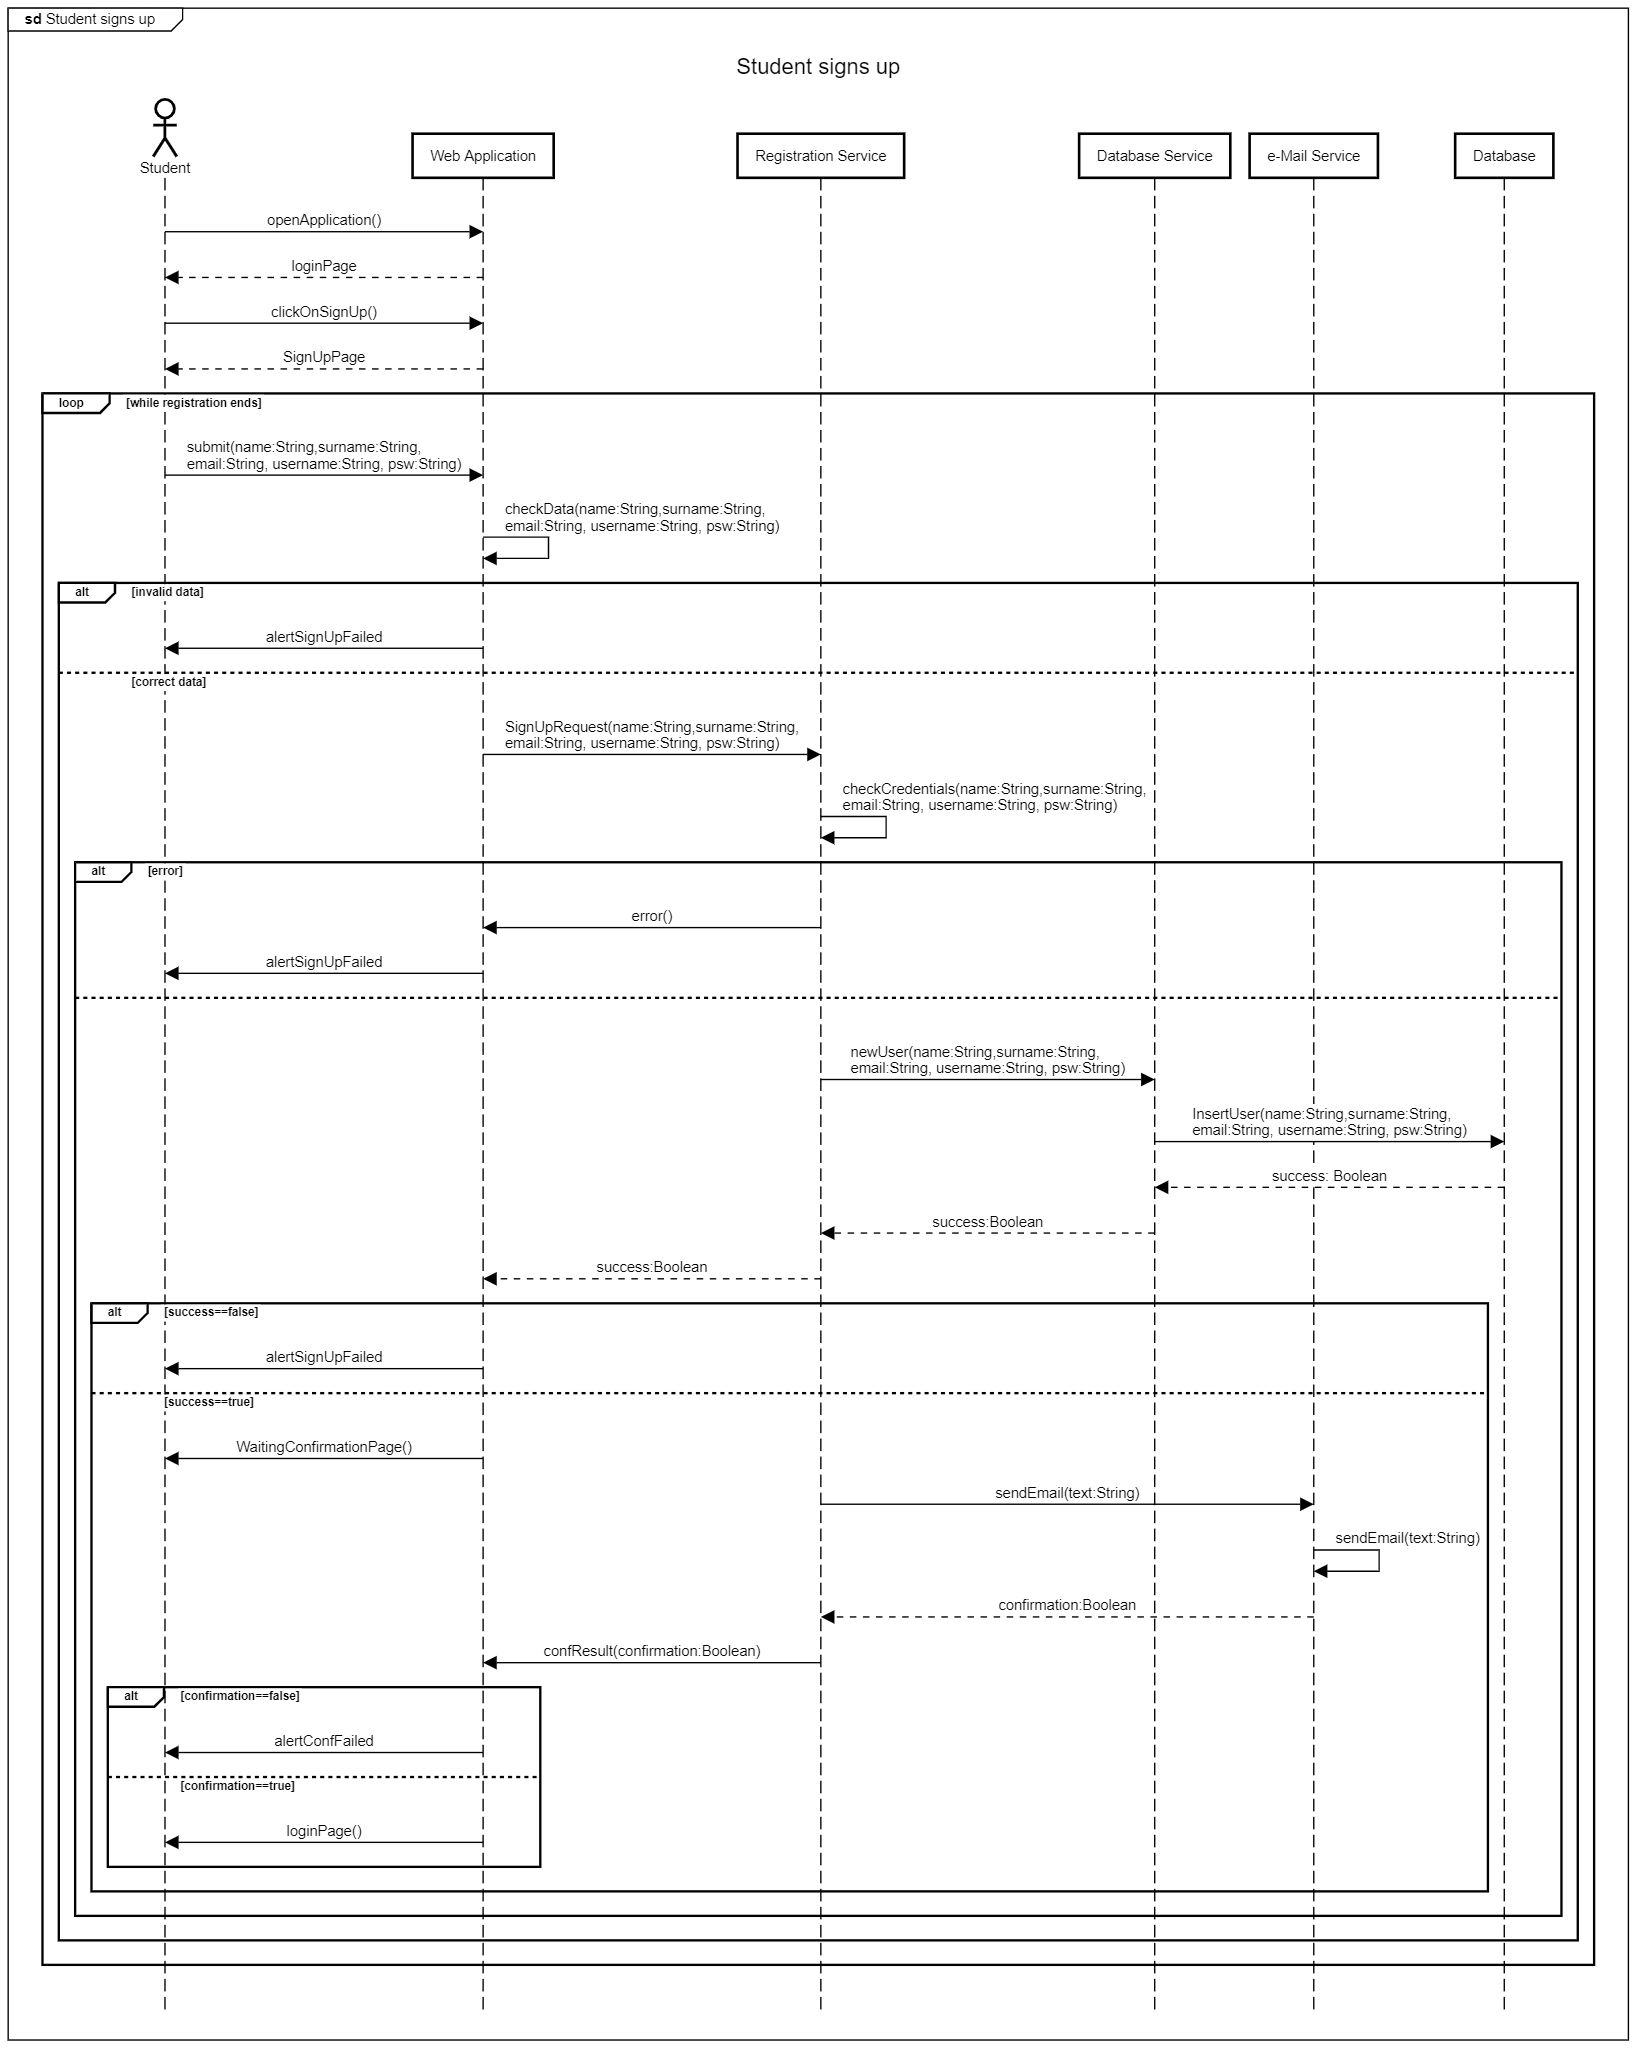 sd Student signs up
Student signs up
Student
Web Application
Registration Service
Database Service
e-Mail Service
Database
openApplication()
loginPage
clickOnSignUp()
SignUpPage
loop
[while registration ends]
submit(name:String,surname:String,
email:String, username:String, psw:String)
checkData(name:String,surname:String,
email:String, username:String, psw:String)
alt
[invalid data]
alertSignUpFailed
[correct data]
SignUpRequest(name:String,surname:String,
email:String, username:String, psw:String)
checkCredentials(name:String,surname:String,
email:String, username:String, psw:String)
alt
[error]
error()
alertSignUpFailed
newUser(name:String,surname:String,
email:String, username:String, psw:String)
InsertUser(name:String,surname:String,
email:String, username:String, psw:String)
success: Boolean
success:Boolean
success:Boolean
alt
[success==false]
alertSignUpFailed
[success==true]
WaitingConfirmationPage()
sendEmail(text:String)
sendEmail(text:String)
confirmation:Boolean
confResult(confirmation:Boolean)
alt
[confirmation==false]
alertConfFailed
[confirmation==true]
loginPage()